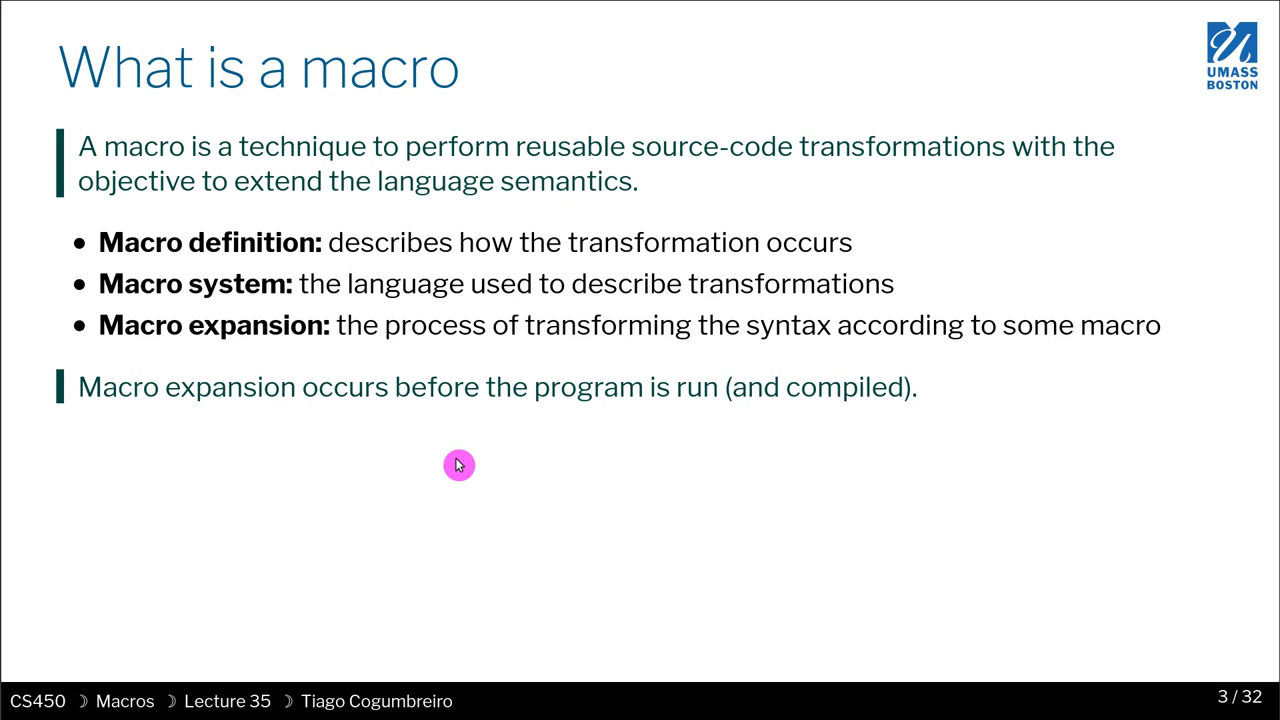 What is a macro
UMASS
BOSTON
A macro is a technique to perform reusable source-code transformations with the
objective to extend the language semantics.
• Macro definition: describes how the transformation occurs
• Macro system: the language used to describe transformations
• Macro expansion: the process of transforming the syntax according to some macro
Macro expansion occurs before the program is run (and compiled).
CS450 ☽ Macros ☽ Lecture 35 ☽ Tiago Cogumbreiro
3 / 32